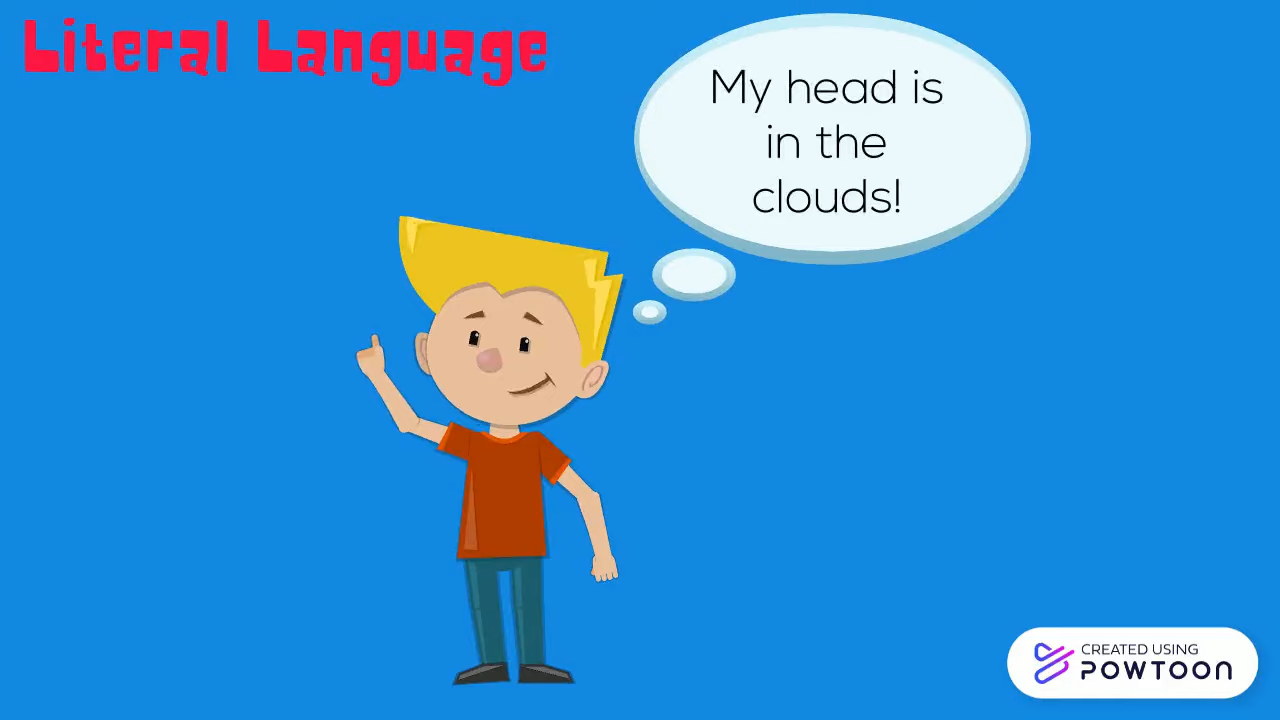 Literal Language
My head is
in the
clouds!
CREATED USING
POWTOON